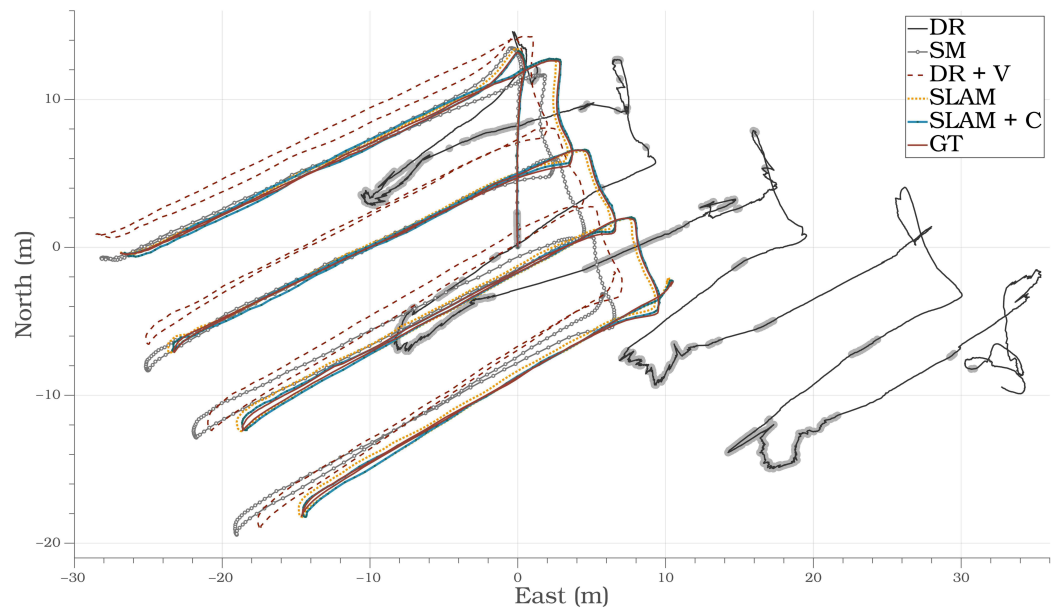 DR
SM
DR + V
SLAM
SLAM + C
GT
10
0
−10
−20
North (m)
−30
−20
−10
0
10
20
30
East (m)